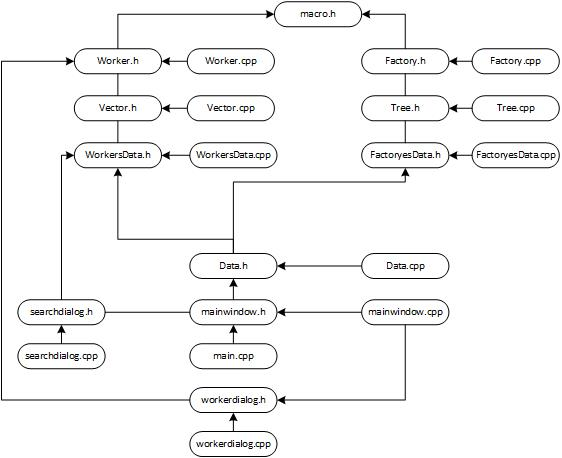 macro.h
Worker.h
Worker.cpp
Factory.h
Factory.cpp
Vector.h
Vector.cpp
Tree.h
Tree.cpp
WorkersData.h
WorkersData.cpp
FactoryesData.h
FactoryesData.cpp
Data.h
Data.cpp
searchdialog.h
mainwindow.h
mainwindow.cpp
searchdialog.cpp
main.cpp
workerdialog.h
workerdialog.cpp